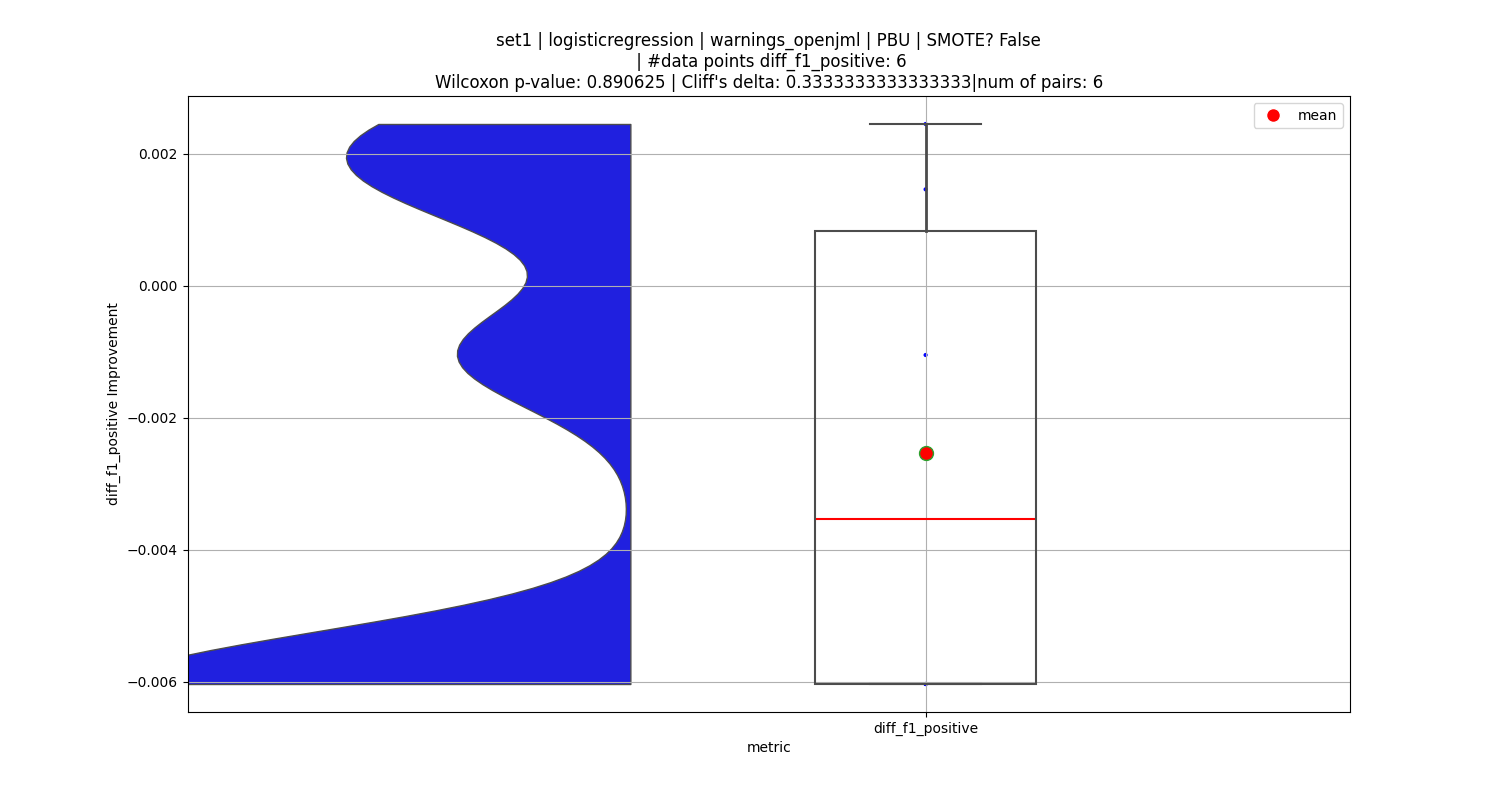 set1 | logisticregression | warnings_openjml | PBU | SMOTE? False
| #data points diff_f1_positive: 6
Wilcoxon p-value: 0.890625 | Cliff's delta: 0.3333333333333333|num of pairs: 6
mean
0.002
0.000
−0.002
−0.004
−0.006
diff_f1_positive Improvement
diff_f1_positive
metric